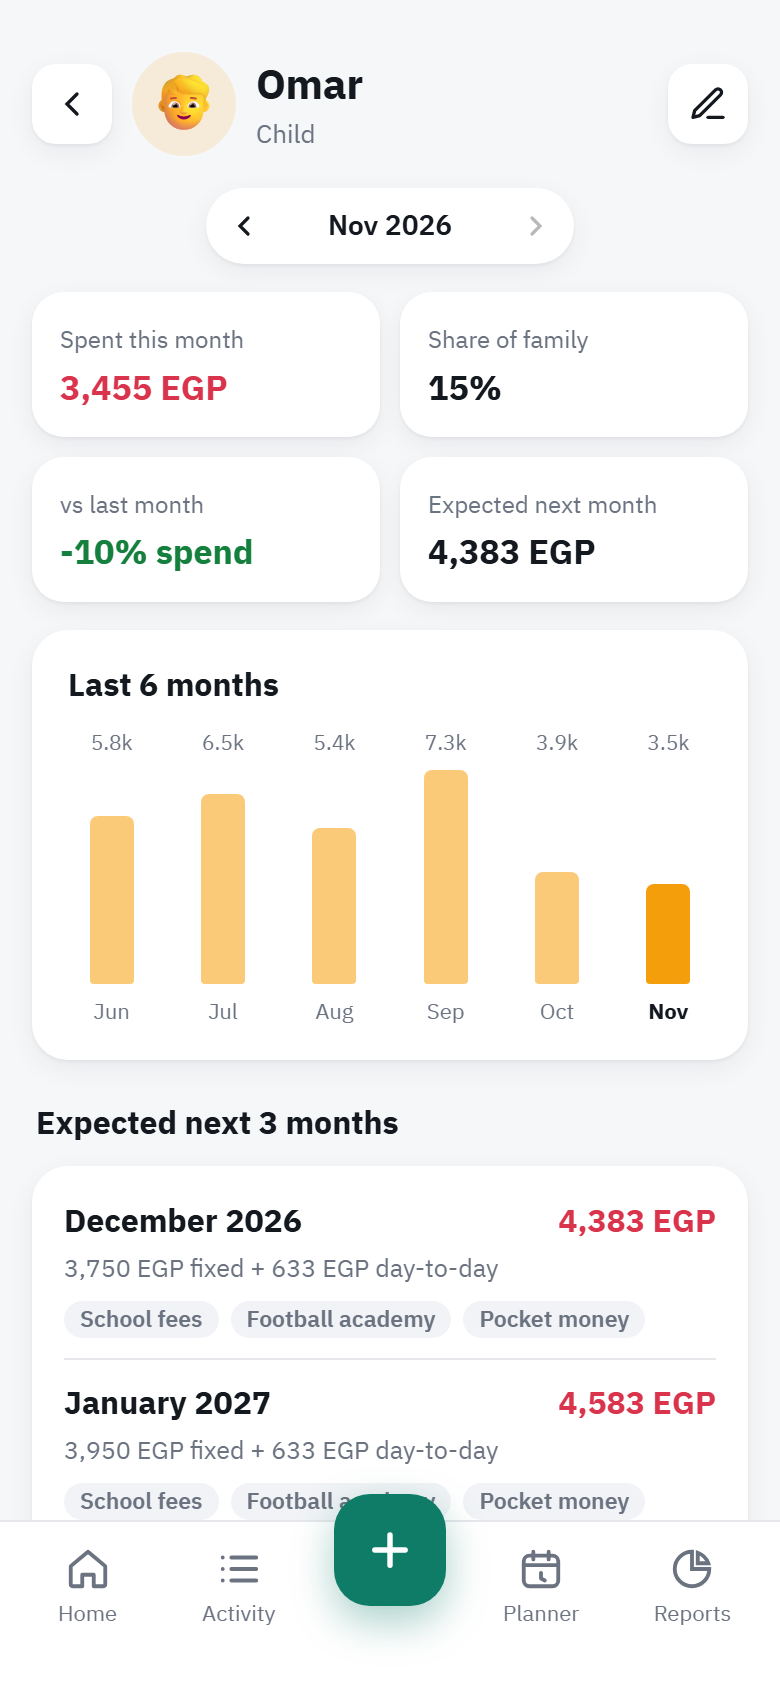 Omar
Child
Nov 2026
Spent this month
3,455 EGP
Share of family
15%
vs last month
-10% spend
Expected next month
4,383 EGP
Last 6 months
5.8k 6.5k 5.4k 7.3k 3.9k 3.5k
Jun Jul Aug Sep Oct Nov
Expected next 3 months
December 2026 4,383 EGP
3,750 EGP fixed + 633 EGP day-to-day
School fees Football academy Pocket money
January 2027 4,583 EGP
3,950 EGP fixed + 633 EGP day-to-day
School fees Football Pocket money
Home Activity Planner Reports